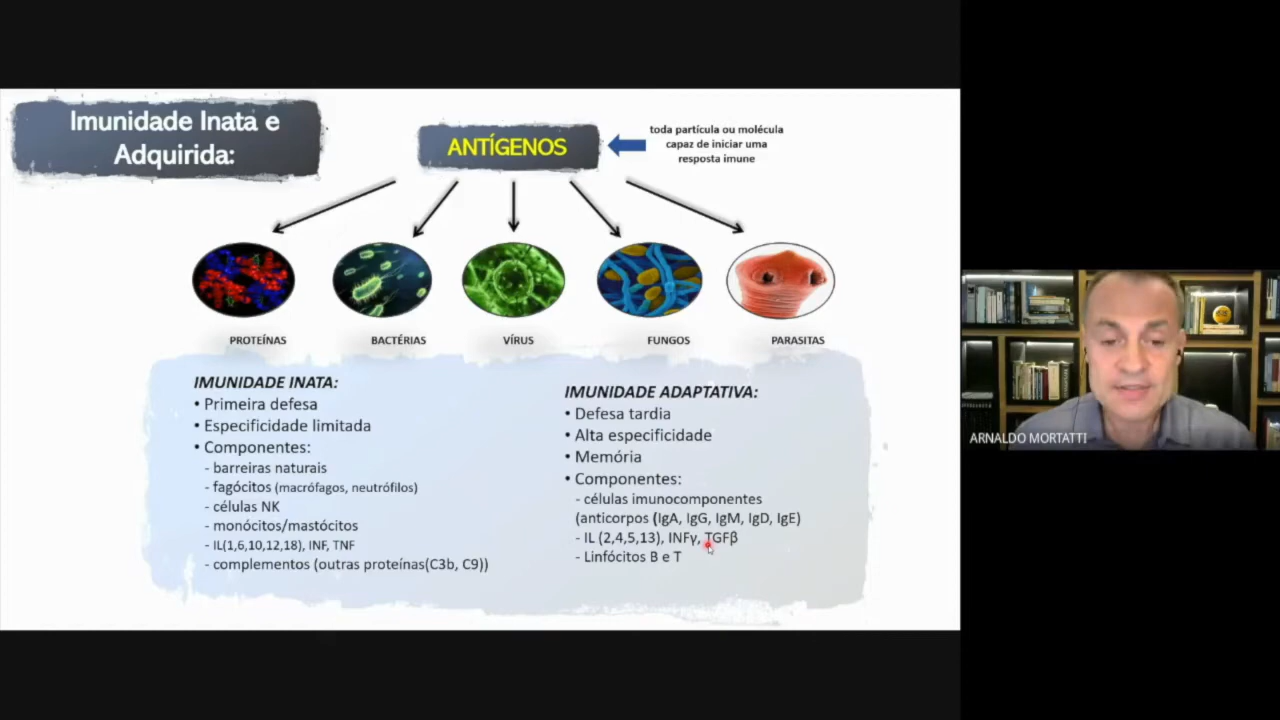 Imunidade Inata e
Adquirida:
ANTÍGENOS
toda partícula ou molécula
capaz de iniciar uma
resposta imune
PROTEÍNAS
BACTÉRIAS
VÍRUS
FUNGOS
PARASITAS
IMUNIDADE INATA:
• Primeira defesa
• Especificidade limitada
• Componentes:
- barreiras naturais
- fagócitos (macrófagos, neutrófilos)
- células NK
- monócitos/mastócitos
- IL(1,6,10,12,18), INF, TNF
- complementos (outras proteínas(C3b, C9))
IMUNIDADE ADAPTATIVA:
• Defesa tardia
• Alta especificidade
• Memória
• Componentes:
- células imunocomponentes
(anticorpos (IgA, IgG, IgM, IgD, IgE)
- IL (2,4,5,13), INFγ, TGFβ
- Linfócitos B e T
ARNALDO MORTATTI